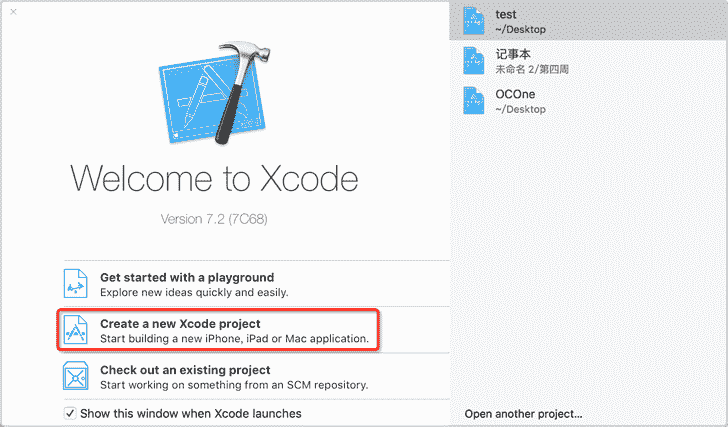 Welcome to Xcode
Version 7.2 (7C68)
Get started with a playground
Explore new ideas quickly and easily.
Create a new Xcode project
Start building a new iPhone, iPad or Mac application.
Check out an existing project
Start working on something from an SCM repository.
Show this window when Xcode launches
test
~/Desktop
记事本
未命名 2/第四周
OCOne
~/Desktop
Open another project...